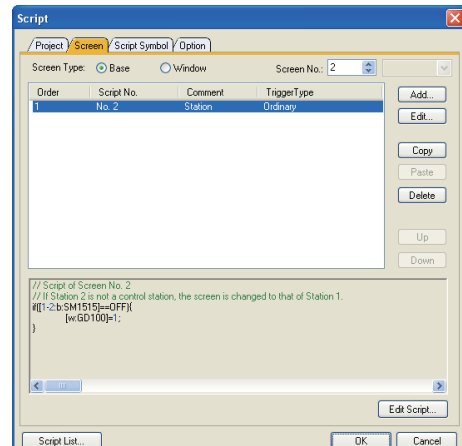 Script
Project Screen Script Symbol Option
Screen Type: Base Window Screen No.: 2
Order Script No. Comment TriggerType
1 No. 2 Station Ordinary
Add...
Edit...
Copy
Paste
Delete
Up
Down
// Script of Screen No. 2
// If Station 2 is not a control station, the screen is changed to that of Station 1.
if([1-2:b:SM1515]==OFF){
[w:GD100]=1;
}
Edit Script...
Script List... OK Cancel